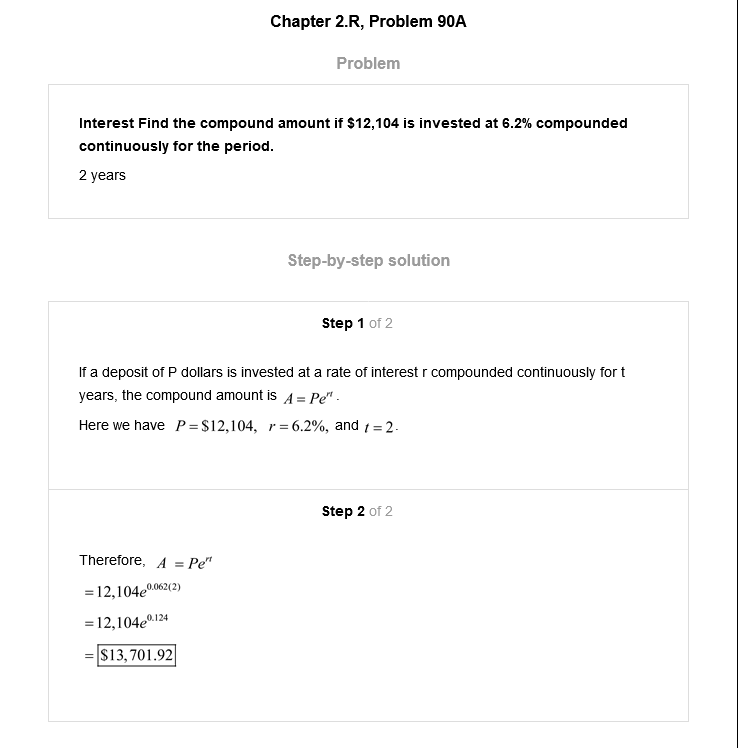 Chapter 2.R, Problem 90A
Problem
Interest Find the compound amount if $12,104 is invested at 6.2% compounded
continuously for the period.
2 years
Step-by-step solution
Step 1 of 2
If a deposit of P dollars is invested at a rate of interest r compounded continuously for t
years, the compound amount is A = Pe^{rt}.
Here we have P = $12,104, r = 6.2%, and t = 2.
Step 2 of 2
Therefore, A = Pe^{rt}
= 12,104e^{0.062(2)}
= 12,104e^{0.124}
= $13,701.92